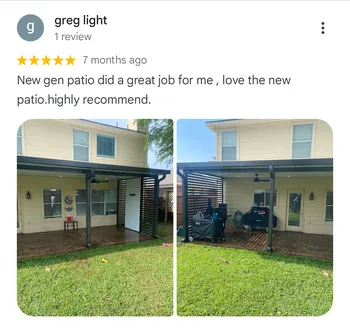 g
greg light
1 review
7 months ago
New gen patio did a great job for me , love the new
patio.highly recommend.